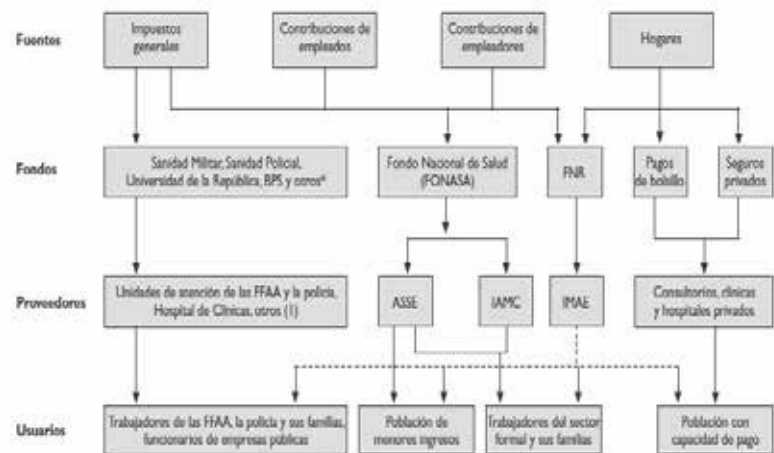 Fuentes
Impuestos
generales
Contribuciones de
empleados
Contribuciones de
empleadores
Hogares
Fondos
Sanidad Militar, Sanidad Policial,
Universidad de la República, BPS y otros*
Fondo Nacional de Salud
(FONASA)
FNR
Pagos
de bolsillo
Seguros
privados
Proveedores
Unidades de atención de las FFAA y la policía,
Hospital de Clínicas, otros (1)
ASSE
IAMC
IMAE
Consultorios, clínicas
y hospitales privados
Usuarios
Trabajadores de las FFAA, la policía y sus familias,
funcionarios de empresas públicas
Población de
menores ingresos
Trabajadores del sector
formal y sus familias
Población con
capacidad de pago